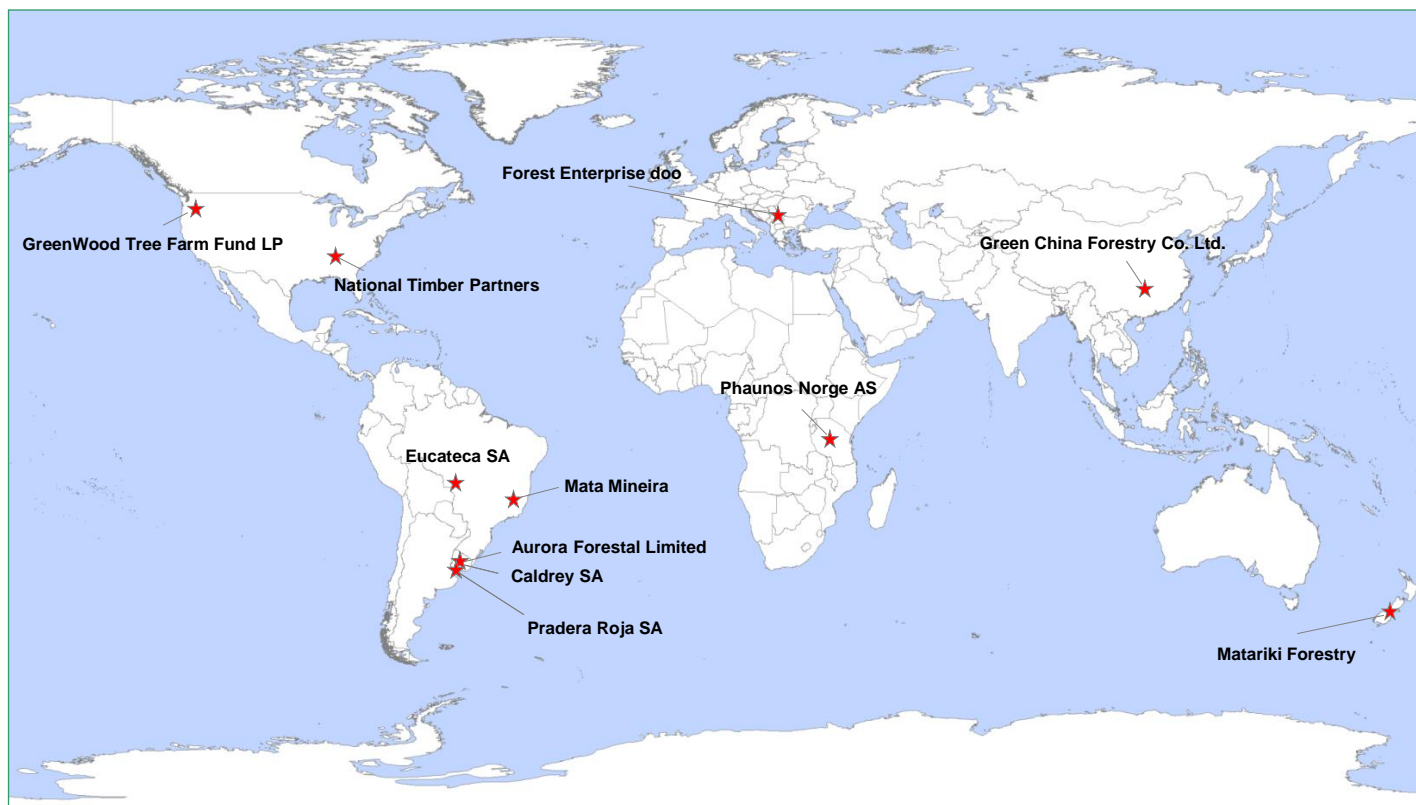 Forest Enterprise doo
GreenWood Tree Farm Fund LP
Green China Forestry Co. Ltd.
National Timber Partners
Phaunos Norge AS
Eucateca SA
Mata Mineira
Aurora Forestal Limited
Caldrey SA
Pradera Roja SA
Matariki Forestry